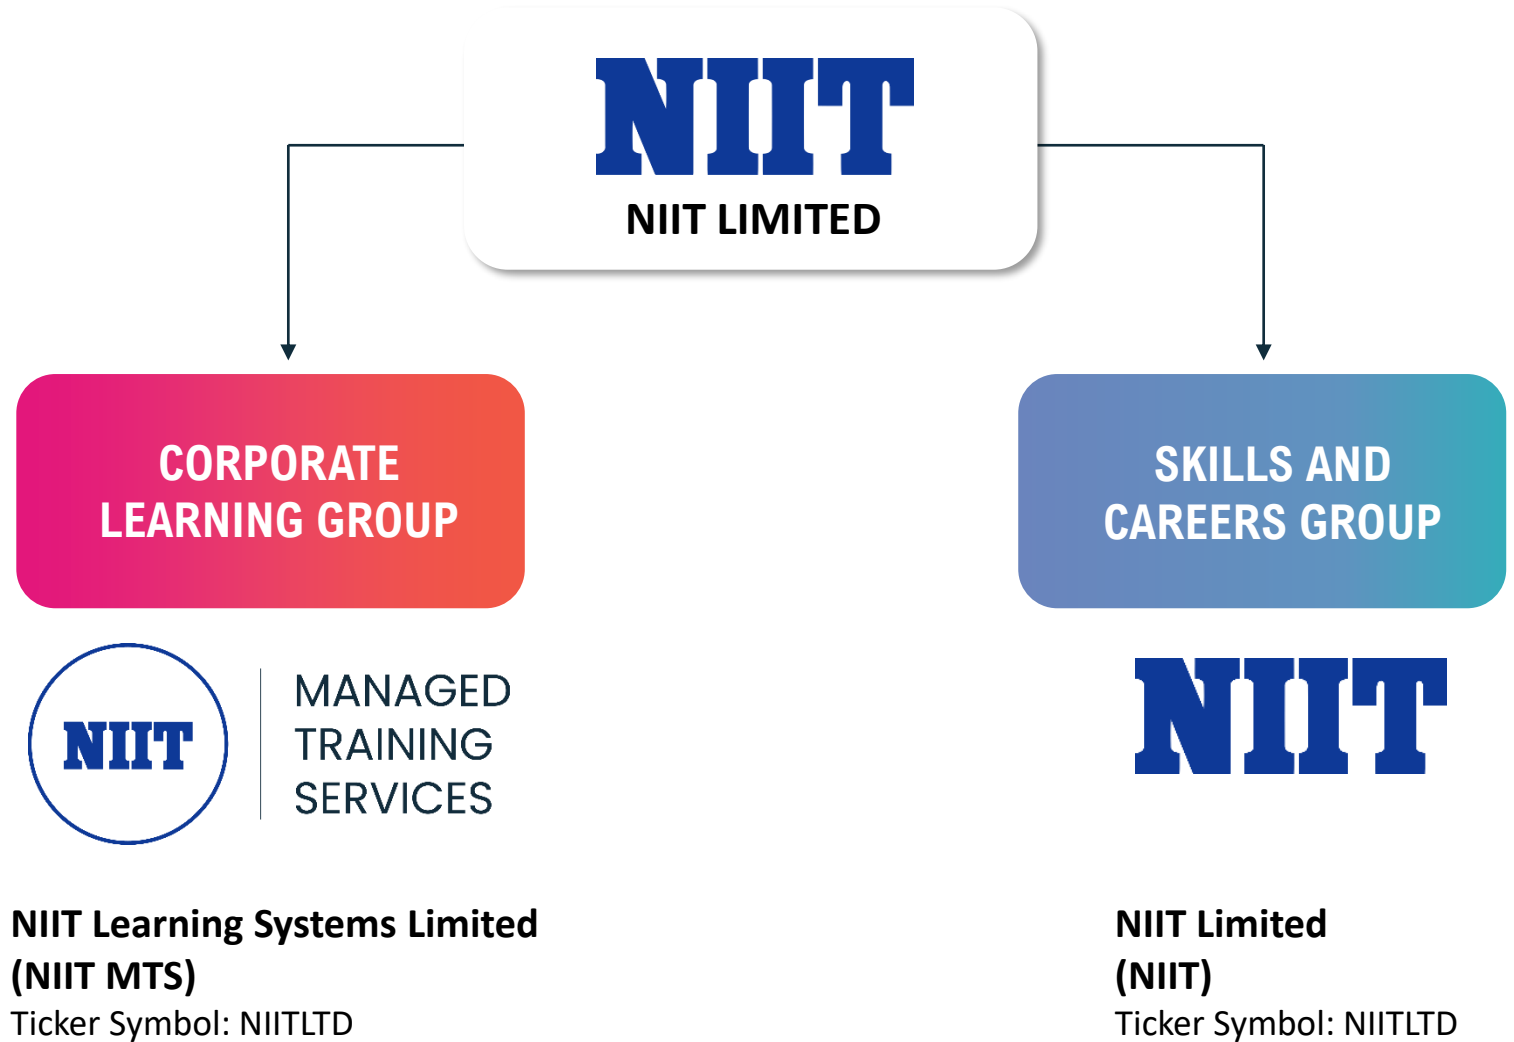 NIIT
NIIT LIMITED
CORPORATE
LEARNING GROUP
SKILLS AND
CAREERS GROUP
NIIT
MANAGED
TRAINING
SERVICES
NIIT
NIIT Learning Systems Limited
(NIIT MTS)
Ticker Symbol: NIITLTD
NIIT Limited
(NIIT)
Ticker Symbol: NIITLTD